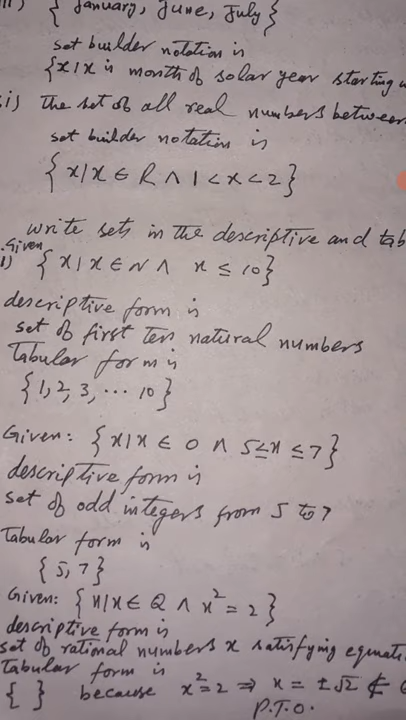 { January, June, July }
set builder notation is
{x/x is month of solar year starting
ii) the set of all real numbers between
set builder notation is
{x/x ∈ R ∧ 1 < x < 2}
write sets in the descriptive and tab
Given
i) {x/x ∈ N ∧ x ≤ 10}
descriptive form is
set of first ten natural numbers
Tabular form is
{1, 2, 3, ... 10}
Given: {x/x ∈ O ∧ 5 ≤ x ≤ 7}
descriptive form is
set of odd integers from 5 to 7
Tabular form is
{5, 7}
Given: {x/x ∈ Q ∧ x² = 2}
descriptive form is
set of rational numbers x satisfying equati
Tabular form is
{ } because x² = 2 ⇒ x = ±√2 ∉ Q
P.T.O.